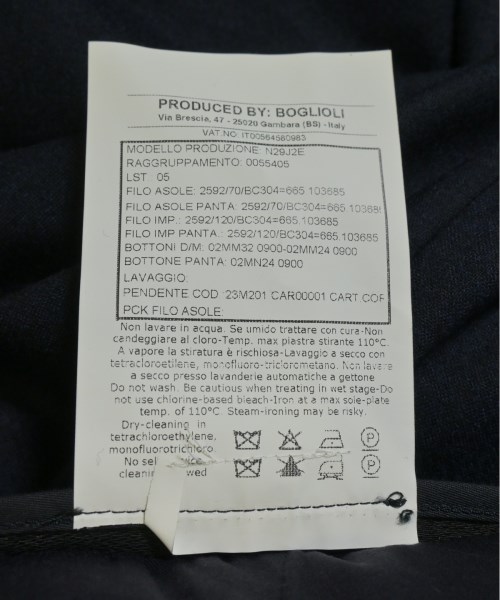 PRODUCED BY: BOGLIOLI
Via Brescia, 49/47 - 25020 Gambara (BS) - Italy
VAT.NO. IT00564580983
MODELLO PRODUZIONE: N29J2E
RAGGRUPPAMENTO: 0055405
LST 05
FILO ASOLE: 2592/70/BC304=665.103685
FILO ASOLE PANTA: 2592/70/BC304=665.10368
FILO IMP.: 2592/120/BC304=665.103685
FILO IMP PANTA.: 2592/120/BC304=665.103685
BOTTONI D/M: 02MM32 0900-02MM24 0900
BOTTONE PANTA: 02MN24 0900
LAVAGGIO:
PENDENTE COD :23M201 CAR00001 CART.COF
PCK FILO ASOLE
Non lavare in acqua. Se umido trattare con cura-Non
candeggiare al cloro-Temp. max piastra stirante 110°C.
A vapore la stiratura è rischiosa-Lavaggio a secco con
tetracloroetilene, monofluoro-triclorometano. Non lavare
a secco presso lavanderie automatiche a gettone
Do not wash. Be cautious when treating in wet stage-Do
not use chlorine-based bleach-Iron at a max sole-plate
temp. of 110°C. Steam-ironing may be risky.
Dry-cleaning in
tetrachloroethylene,
monofluorotrichloro
No sel
cleani wed
P
P